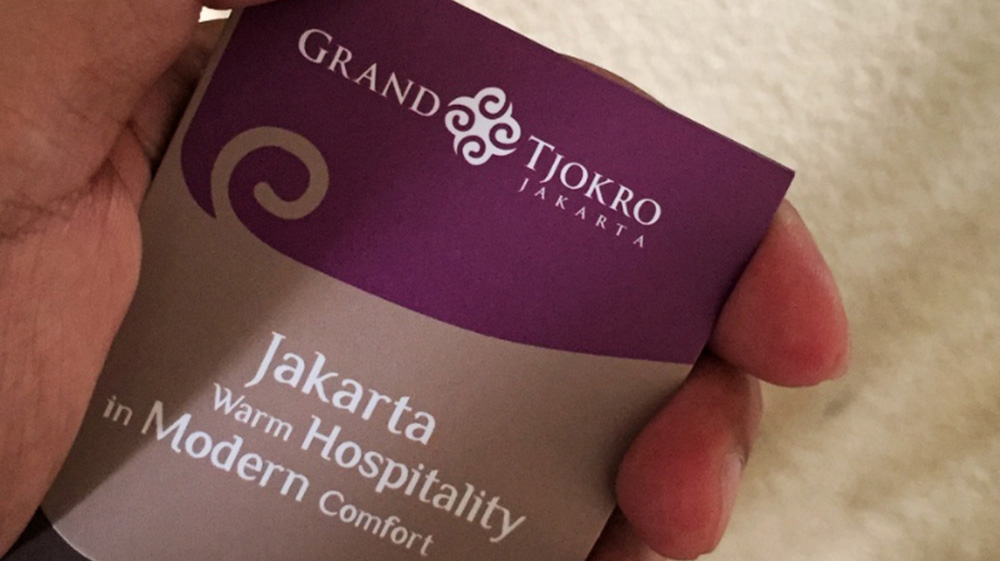 GRAND TJOKRO
JAKARTA
Jakarta
Warm Hospitality
in Modern Comfort